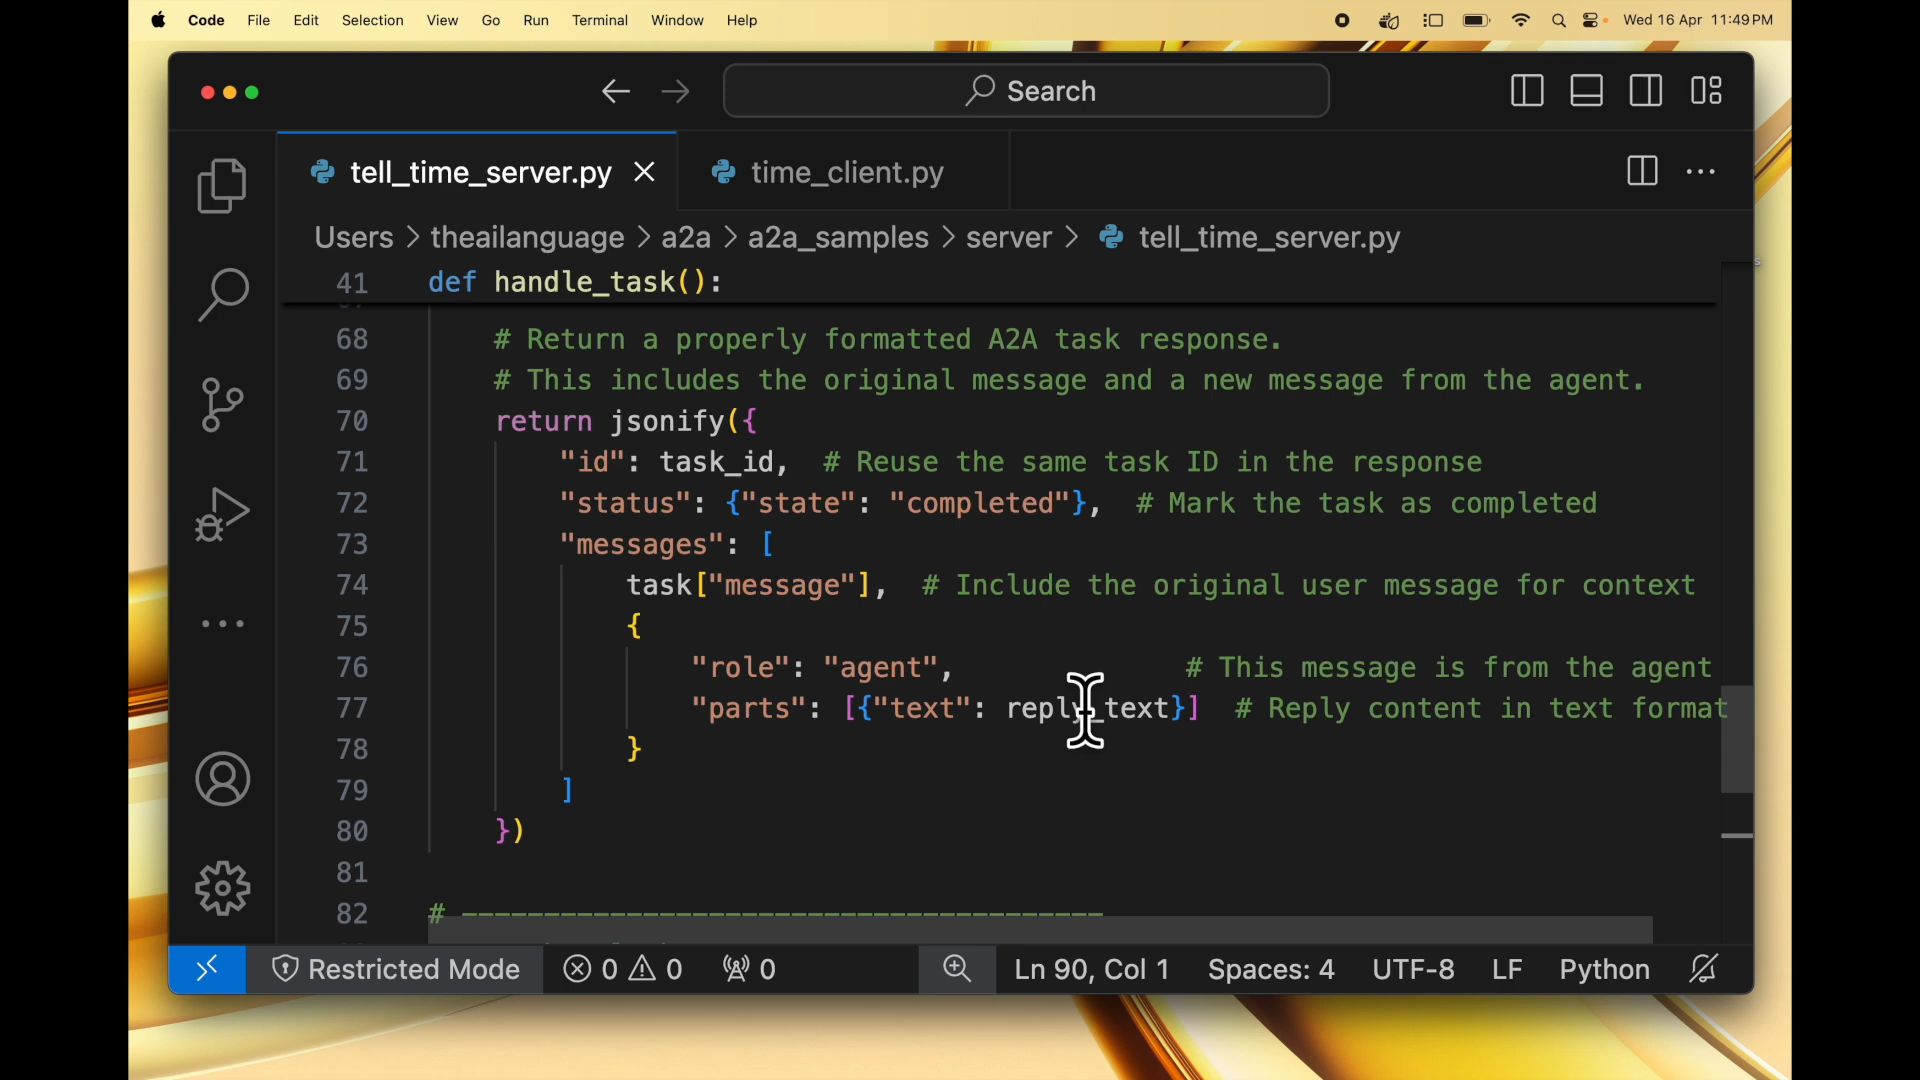 Code File Edit Selection View Go Run Terminal Window Help Wed 16 Apr 11:49 PM
Search
tell_time_server.py time_client.py
Users > theailanguage > a2a > a2a_samples > server > tell_time_server.py
41 def handle_task():
68 # Return a properly formatted A2A task response.
69 # This includes the original message and a new message from the agent.
70 return jsonify({
71 "id": task_id, # Reuse the same task ID in the response
72 "status": {"state": "completed"}, # Mark the task as completed
73 "messages": [
74 task["message"], # Include the original user message for context
75 {
76 "role": "agent", # This message is from the agent
77 "parts": [{"text": reply_text}] # Reply content in text format
78 }
79 ]
80 })
81
82 # ---------------------------------------
Restricted Mode 0 0 0 Ln 90, Col 1 Spaces: 4 UTF-8 LF Python